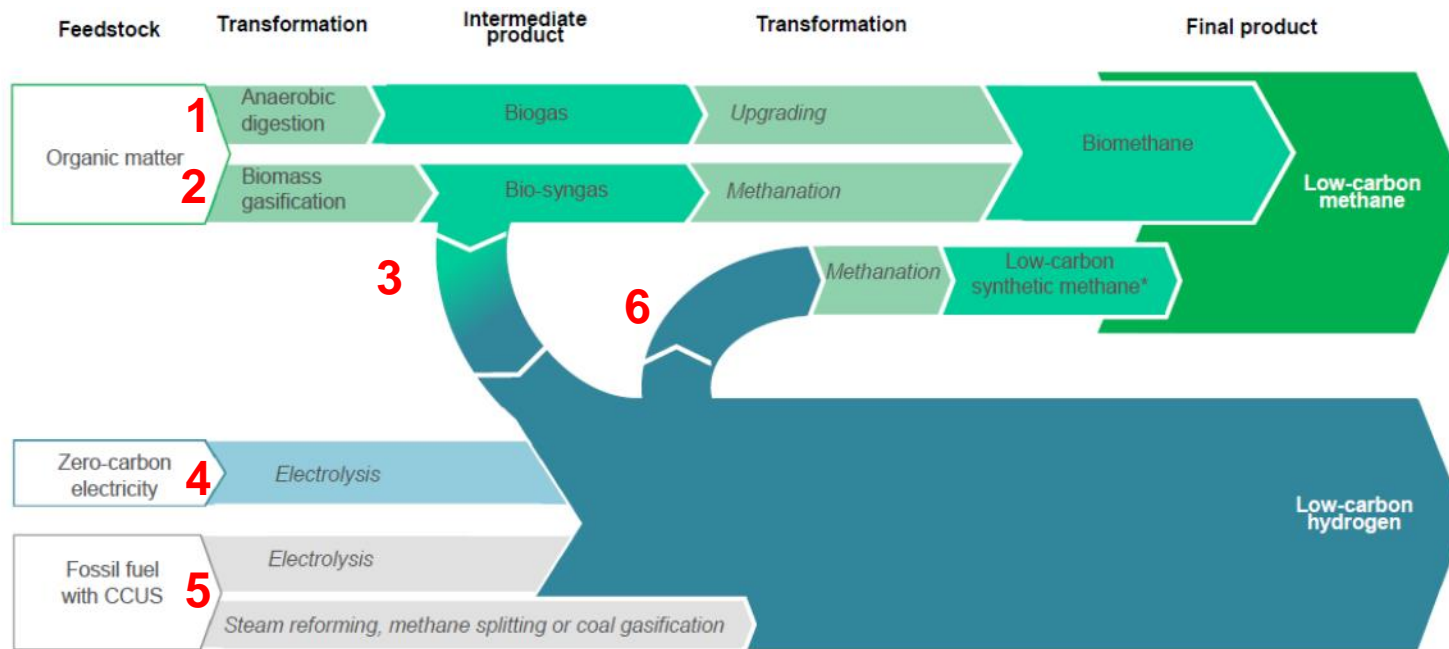 Feedstock
Transformation
Intermediate
product
Transformation
Final product
Organic matter
1
Anaerobic
digestion
Biogas
Upgrading
Biomethane
2
Biomass
gasification
Bio-syngas
Methanation
Low-carbon
methane
3
6
Methanation
Low-carbon
synthetic methane*
Zero-carbon
electricity
4
Electrolysis
Low-carbon
hydrogen
Fossil fuel
with CCUS
5
Electrolysis
Steam reforming, methane splitting or coal gasification